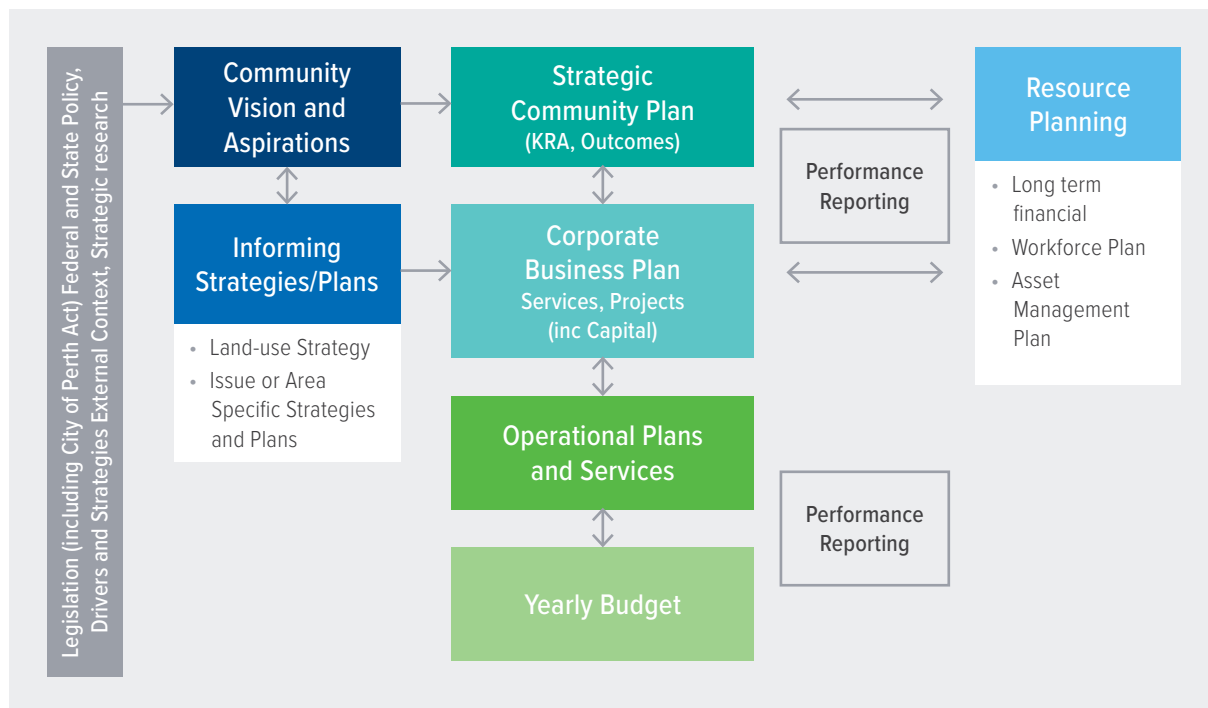 Legislation (including City of Perth Act) Federal and State Policy,
Drivers and Strategies External Context, Strategic research
Community
Vision and
Aspirations
Informing
Strategies/Plans
• Land-use Strategy
• Issue or Area
Specific Strategies
and Plans
Strategic
Community Plan
(KRA, Outcomes)
Corporate
Business Plan
Services, Projects
(inc Capital)
Operational Plans
and Services
Yearly Budget
Performance
Reporting
Performance
Reporting
Resource
Planning
• Long term
financial
• Workforce Plan
• Asset
Management
Plan